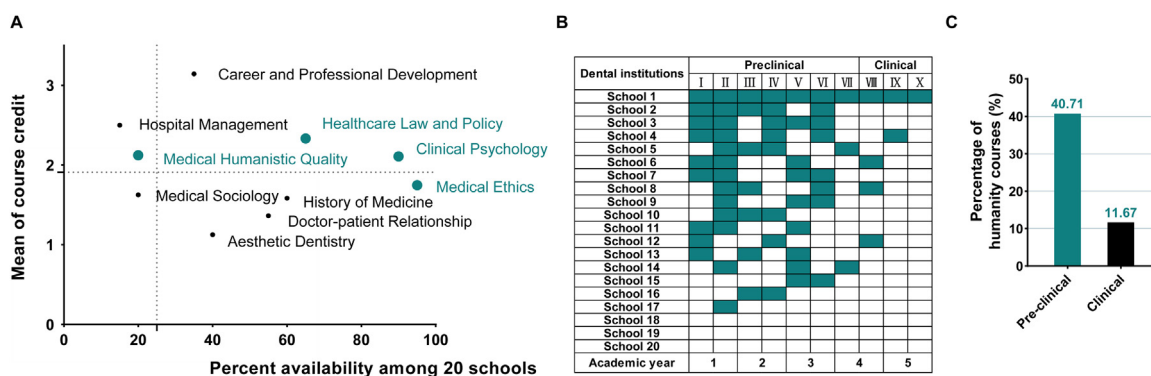 A
Mean of course credit
3
2
1
0
Career and Professional Development
Hospital Management
Healthcare Law and Policy
Medical Humanistic Quality
Clinical Psychology
Medical Sociology
Medical Ethics
History of Medicine
Doctor-patient Relationship
Aesthetic Dentistry
0 20 40 60 80 100
Percent availability among 20 schools
B
Dental institutions Preclinical Clinical
I II III IV V VI VII VIII IX X
School 1
School 2
School 3
School 4
School 5
School 6
School 7
School 8
School 9
School 10
School 11
School 12
School 13
School 14
School 15
School 16
School 17
School 18
School 19
School 20
Academic year 1 2 3 4 5
C
Percentage of
humanity courses (%)
50
40
30
20
10
0
40.71
11.67
Pre-clinical
Clinical